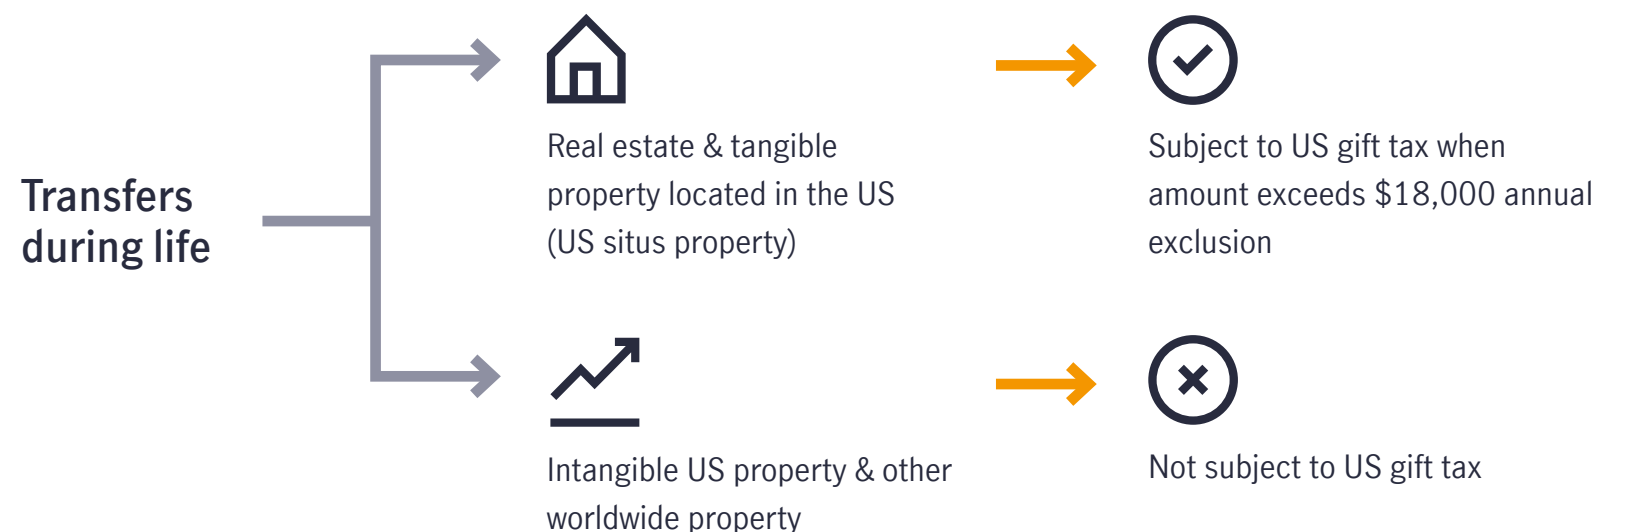 Transfers
during life
Real estate & tangible
property located in the US
(US situs property)
Subject to US gift tax when
amount exceeds $18,000 annual
exclusion
Intangible US property & other
worldwide property
Not subject to US gift tax